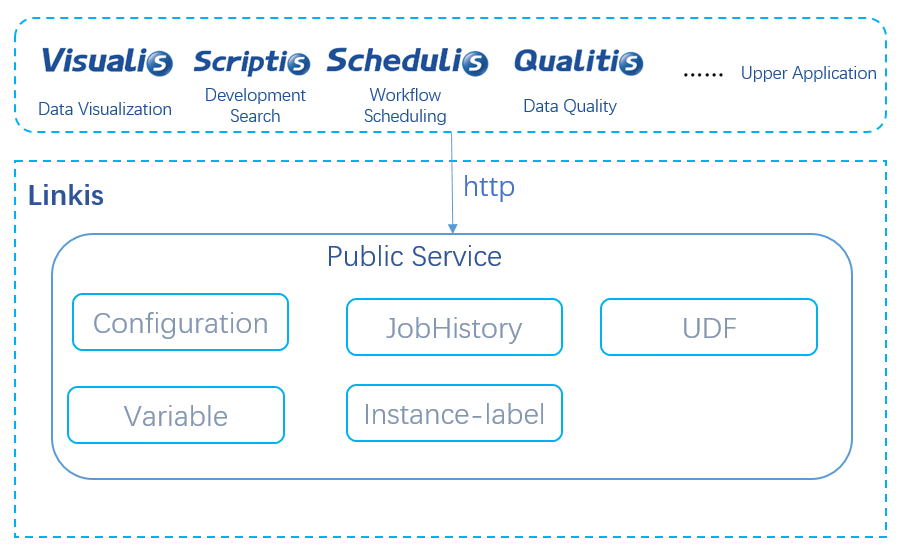 Visualis
Scriptis
Schedulis
Qualitis
......
Upper Application
Data Visualization
Development
Search
Workflow
Scheduling
Data Quality
Linkis
http
Public Service
Configuration
JobHistory
UDF
Variable
Instance-label